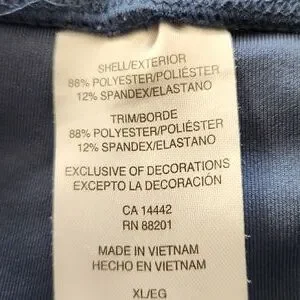 SHELL/EXTERIOR
88% POLYESTER/POLIÉSTER
12% SPANDEX/ELASTANO
TRIM/BORDE
88% POLYESTER/POLIÉSTER
12% SPANDEX/ELASTANO
EXCLUSIVE OF DECORATIONS
EXCEPTO LA DECORACIÓN
CA 14442
RN 88201
MADE IN VIETNAM
HECHO EN VIETNAM
XL/EG